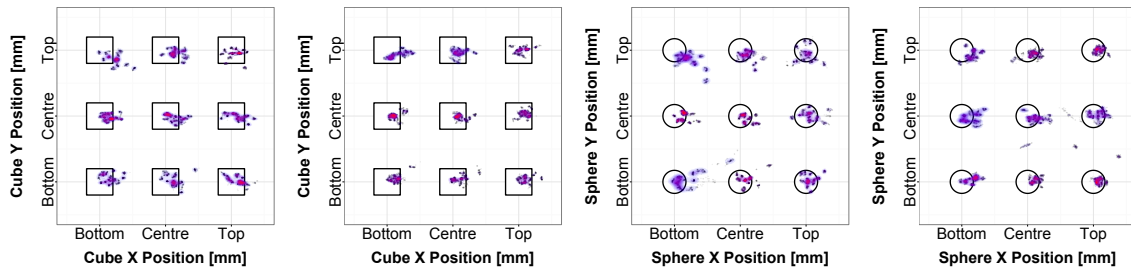 Cube Y Position [mm]
Top
Centre
Bottom
Bottom Centre Top
Cube X Position [mm]
Cube Y Position [mm]
Top
Centre
Bottom
Bottom Centre Top
Cube X Position [mm]
Sphere Y Position [mm]
Top
Centre
Bottom
Bottom Centre Top
Sphere X Position [mm]
Sphere Y Position [mm]
Top
Centre
Bottom
Bottom Centre Top
Sphere X Position [mm]